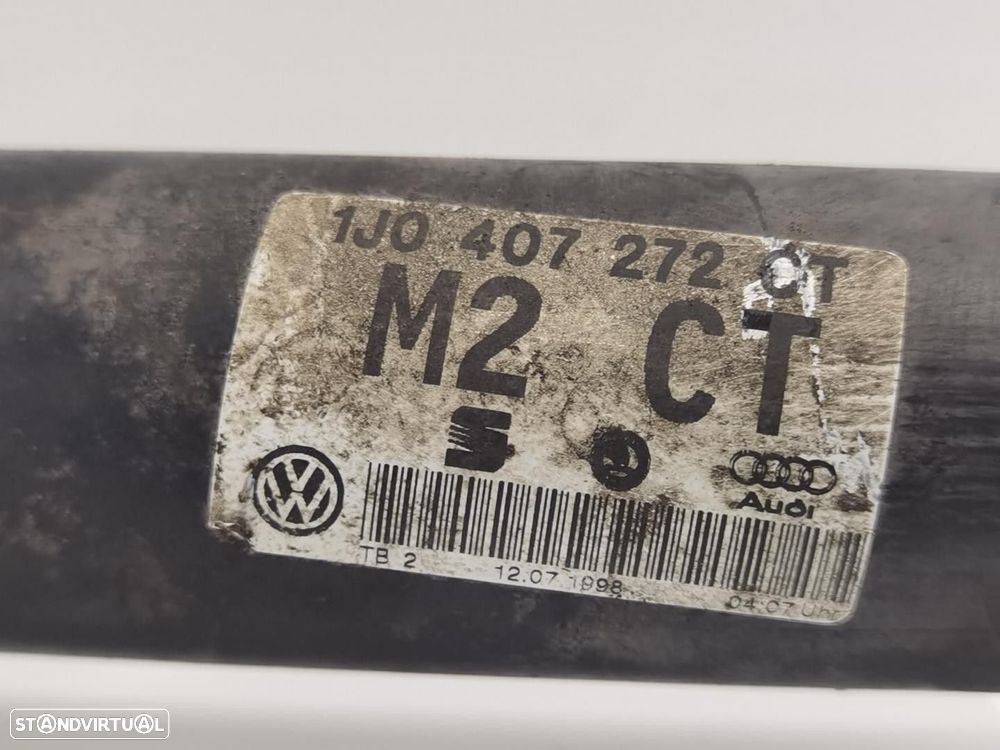 1J0 407 272 CT
M2 CT
Audi
TB 2 12.07.1998 04:07 Uhr
STANDVIRTUAL